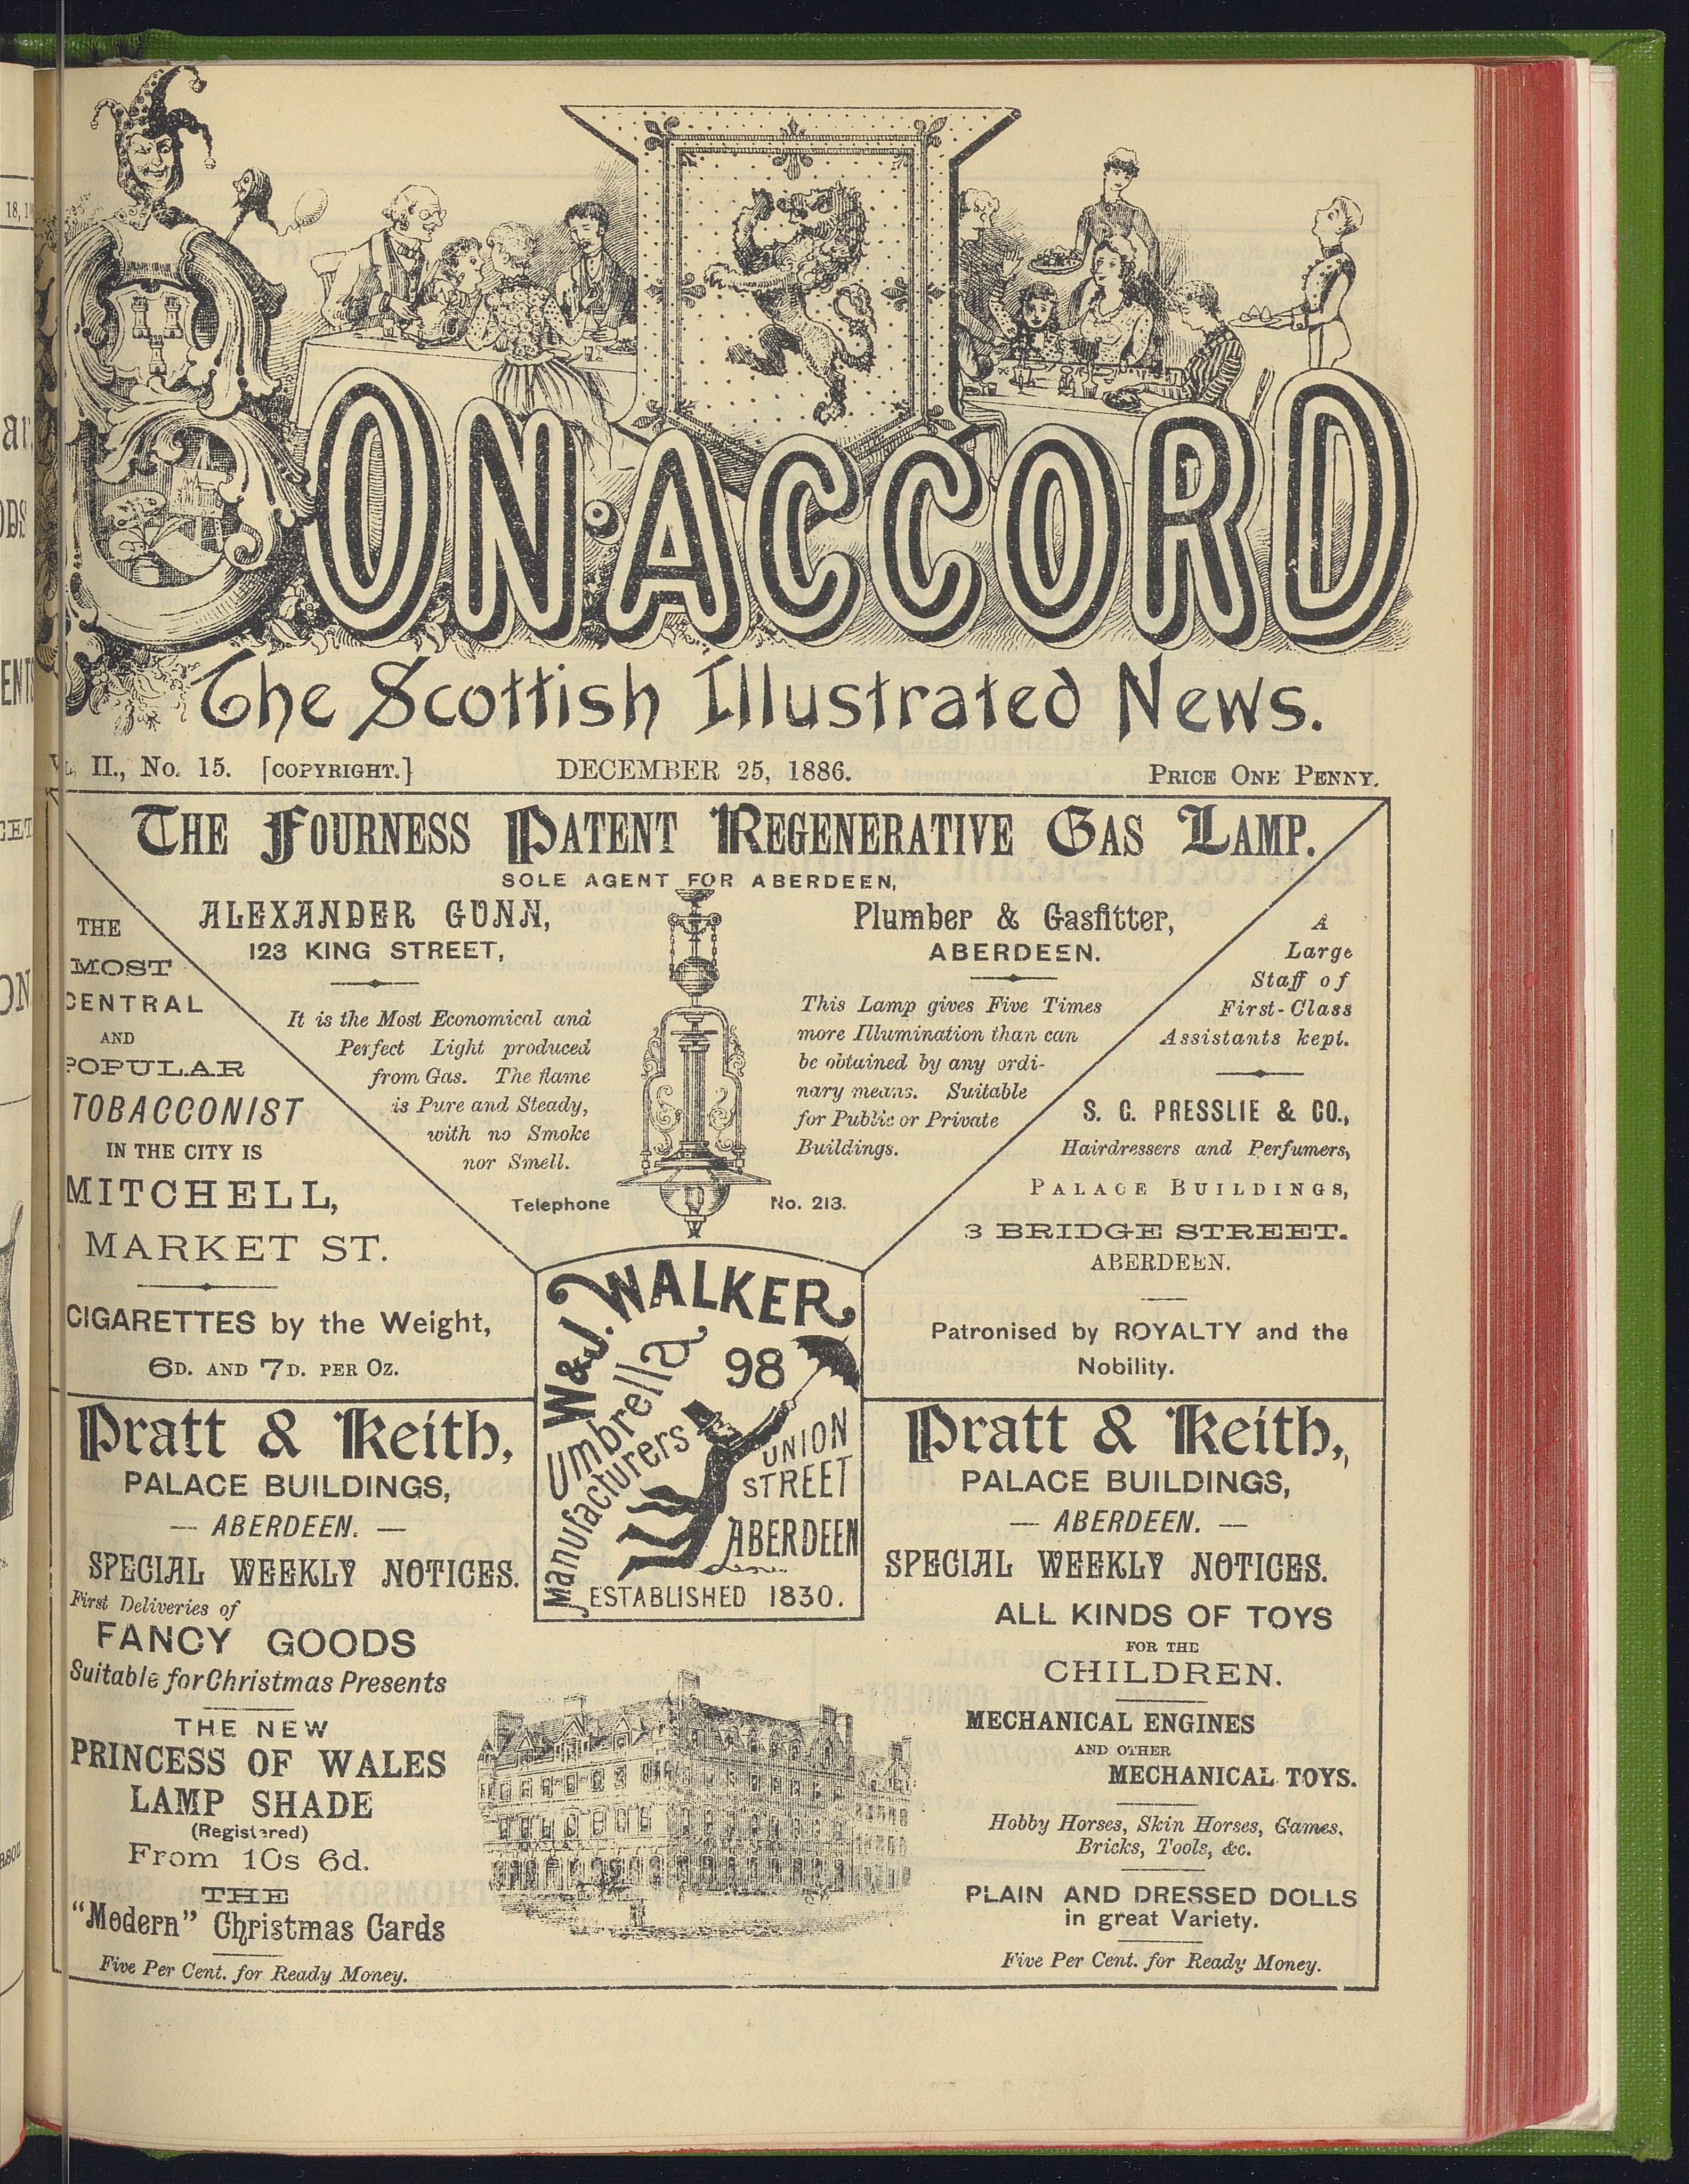 BON·ACCORD
The Scottish Illustrated News.
II., No. 15. [COPYRIGHT.] DECEMBER 25, 1886. PRICE ONE PENNY.
THE FOURNESS PATENT REGENERATIVE GAS LAMP.
SOLE AGENT FOR ABERDEEN,
ALEXANDER GUNN,
123 KING STREET,
Plumber & Gasfitter,
ABERDEEN.
It is the Most Economical and
Perfect Light produced
from Gas. The flame
is Pure and Steady,
with no Smoke
nor Smell.
This Lamp gives Five Times
more Illumination than can
be obtained by any ordi-
nary means. Suitable
for Public or Private
Buildings.
Telephone No. 213.
THE
MOST
CENTRAL
AND
POPULAR
TOBACCONIST
IN THE CITY IS
MITCHELL,
MARKET ST.
CIGARETTES by the Weight,
6D. AND 7D. PER OZ.
A
Large
Staff of
First-Class
Assistants kept.
S. C. PRESSLIE & CO.,
Hairdressers and Perfumers,
PALACE BUILDINGS,
3 BRIDGE STREET.
ABERDEEN.
Patronised by ROYALTY and the
Nobility.
W & J. WALKER
Umbrella
Manufacturers
98
UNION
STREET
ABERDEEN
ESTABLISHED 1830.
Pratt & Keith,
PALACE BUILDINGS,
— ABERDEEN. —
SPECIAL WEEKLY NOTICES.
First Deliveries of
FANCY GOODS
Suitable for Christmas Presents
THE NEW
PRINCESS OF WALES
LAMP SHADE
(Registered)
From 10s 6d.
THE
"Modern" Christmas Cards
Five Per Cent. for Ready Money.
Pratt & Keith,
PALACE BUILDINGS,
— ABERDEEN. —
SPECIAL WEEKLY NOTICES.
ALL KINDS OF TOYS
FOR THE
CHILDREN.
MECHANICAL ENGINES
AND OTHER
MECHANICAL TOYS.
Hobby Horses, Skin Horses, Games,
Bricks, Tools, &c.
PLAIN AND DRESSED DOLLS
in great Variety.
Five Per Cent. for Ready Money.